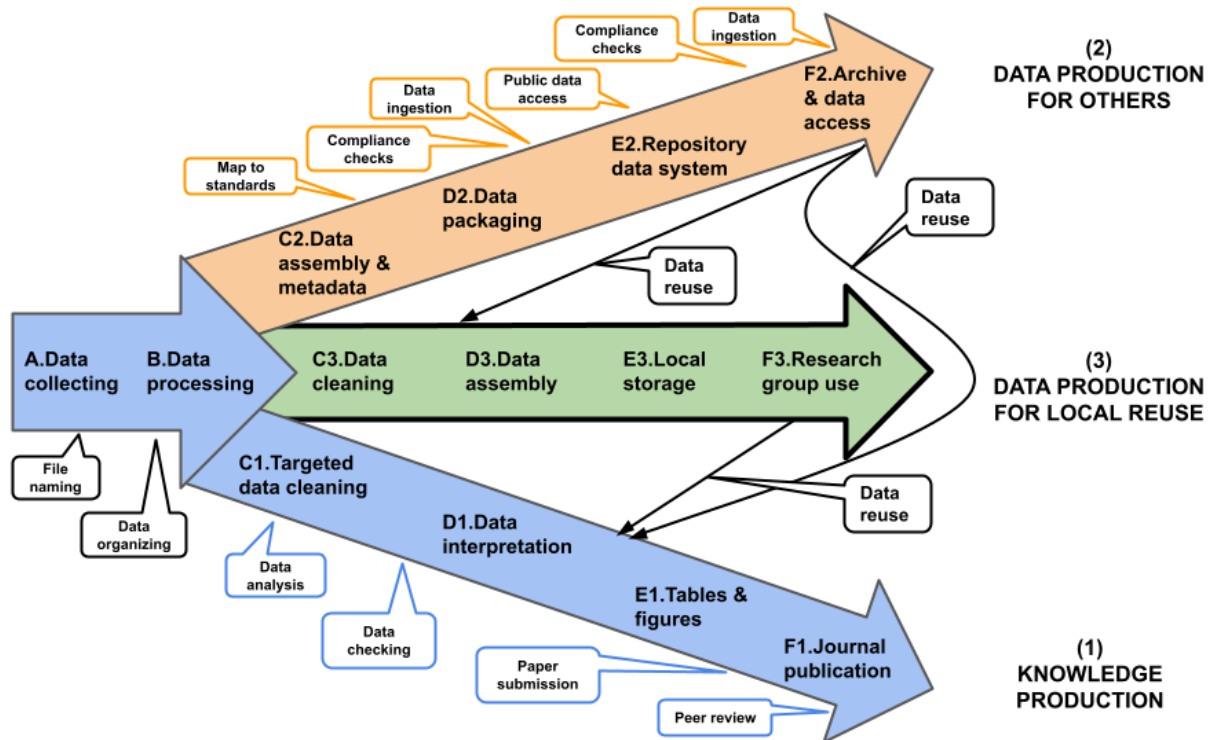 Data
ingestion
Compliance
checks
(2)
DATA PRODUCTION
FOR OTHERS
Public data
access
F2.Archive
& data
access
Data
ingestion
Compliance
checks
E2.Repository
data system
Map to
standards
D2.Data
packaging
Data
reuse
C2.Data
assembly &
metadata
Data
reuse
A.Data
collecting
B.Data
processing
C3.Data
cleaning
D3.Data
assembly
E3.Local
storage
F3.Research
group use
(3)
DATA PRODUCTION
FOR LOCAL REUSE
File
naming
Data
organizing
C1.Targeted
data cleaning
Data
reuse
D1.Data
interpretation
Data
analysis
Data
checking
E1.Tables &
figures
F1.Journal
publication
Paper
submission
Peer review
(1)
KNOWLEDGE
PRODUCTION